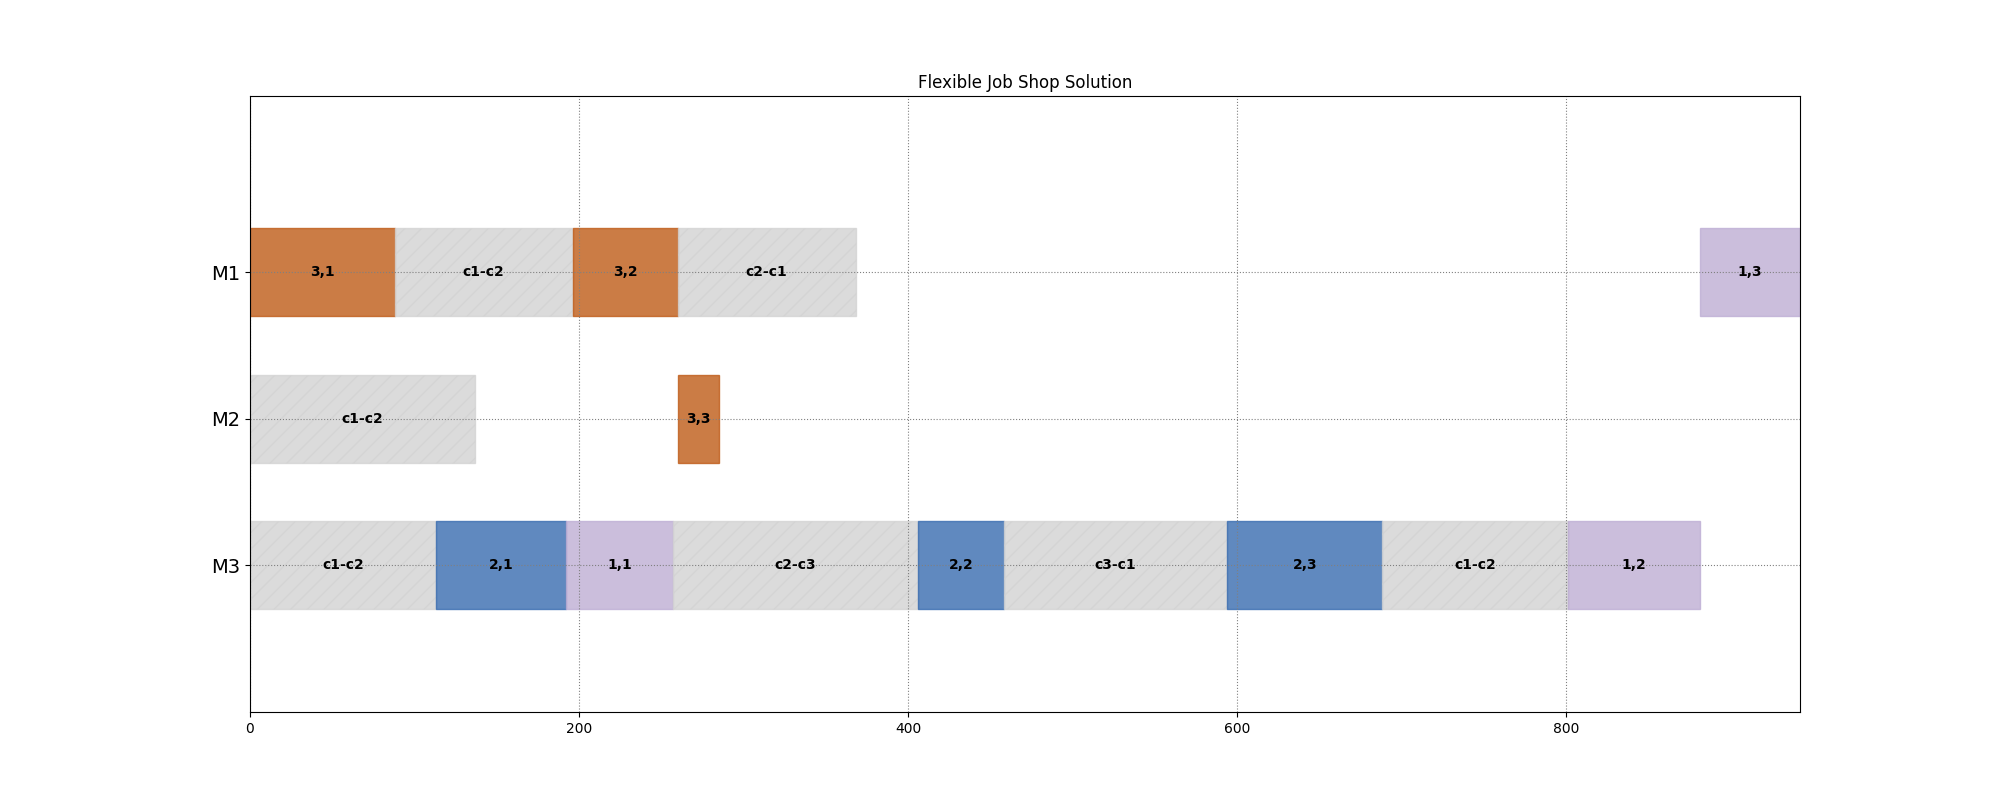 Flexible Job Shop Solution
M1
3,1
c1-c2
3,2
c2-c1
1,3
M2
c1-c2
3,3
M3
c1-c2
2,1
1,1
c2-c3
2,2
c3-c1
2,3
c1-c2
1,2
0
200
400
600
800